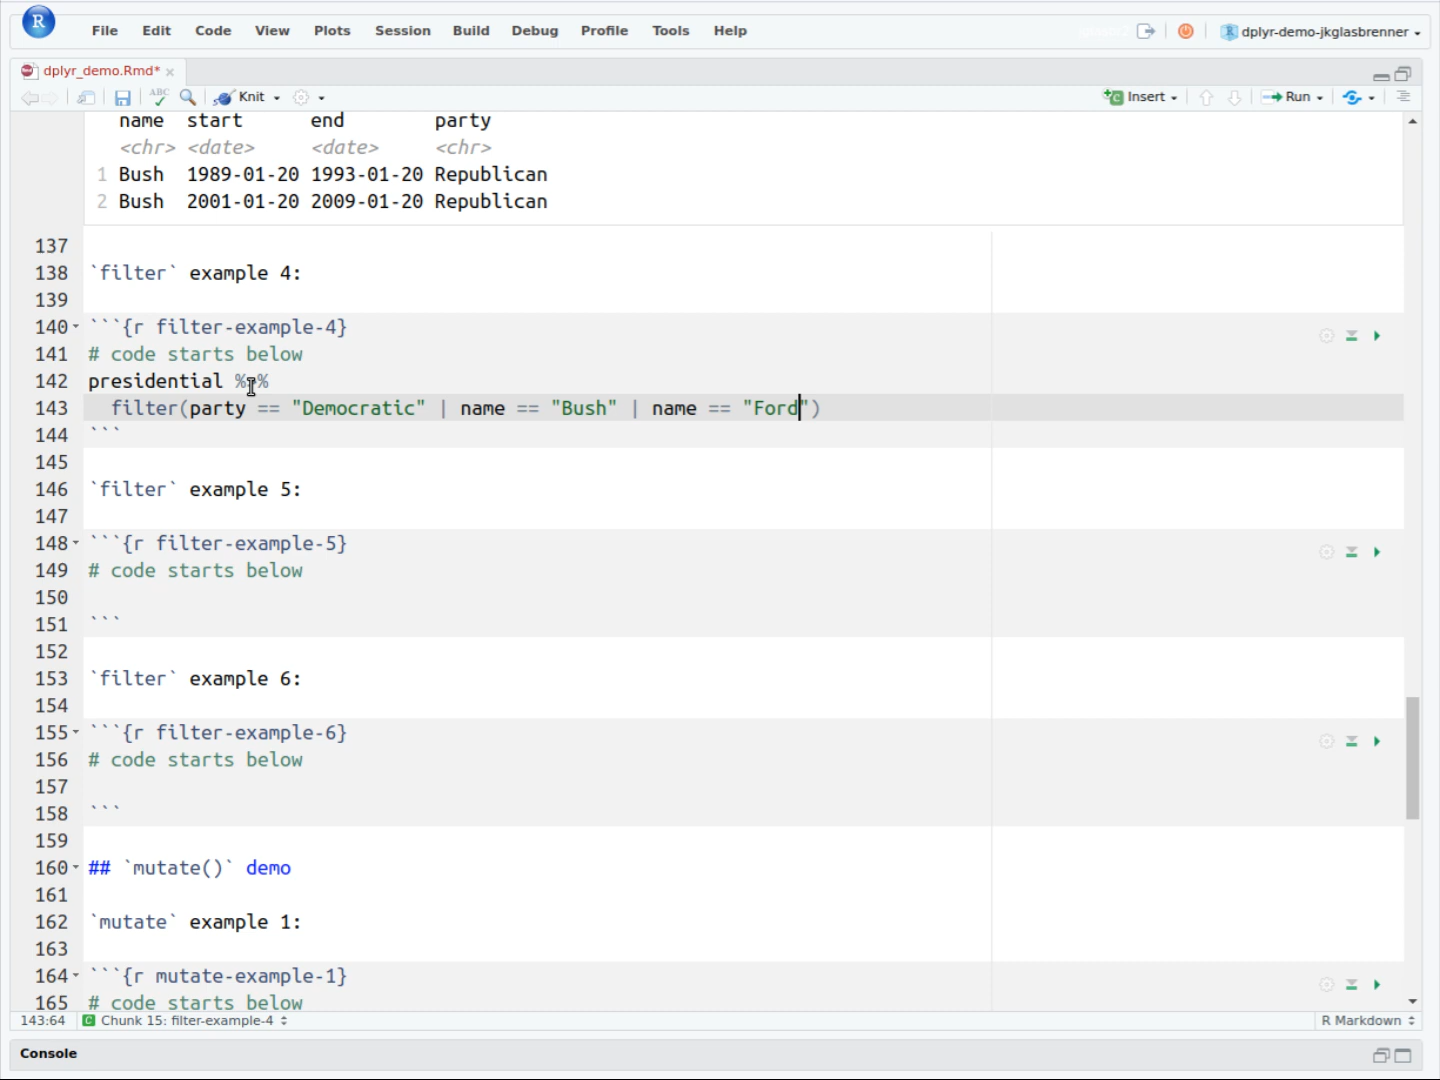 R File Edit Code View Plots Session Build Debug Profile Tools Help R dplyr-demo-jkglasbrenner
dplyr_demo.Rmd* ×
ABC Knit Insert Run
name start end party
<chr> <date> <date> <chr>
1 Bush 1989-01-20 1993-01-20 Republican
2 Bush 2001-01-20 2009-01-20 Republican
137
138 `filter` example 4:
139
140 ```{r filter-example-4}
141 # code starts below
142 presidential %>%
143 filter(party == "Democratic" | name == "Bush" | name == "Ford")
144 ```
145
146 `filter` example 5:
147
148 ```{r filter-example-5}
149 # code starts below
150
151 ```
152
153 `filter` example 6:
154
155 ```{r filter-example-6}
156 # code starts below
157
158 ```
159
160 ## `mutate()` demo
161
162 `mutate` example 1:
163
164 ```{r mutate-example-1}
165 # code starts below
143:64 C Chunk 15: filter-example-4 R Markdown
Console